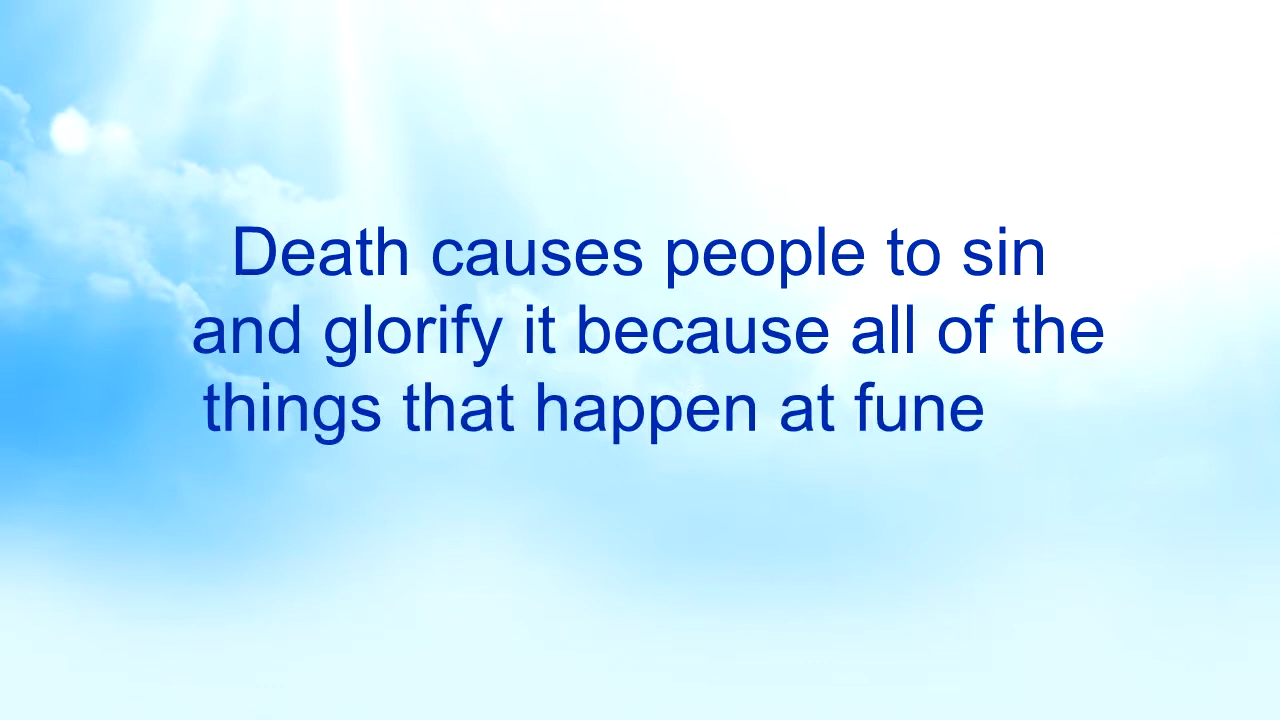 Death causes people to sin
and glorify it because all of the
things that happen at fune